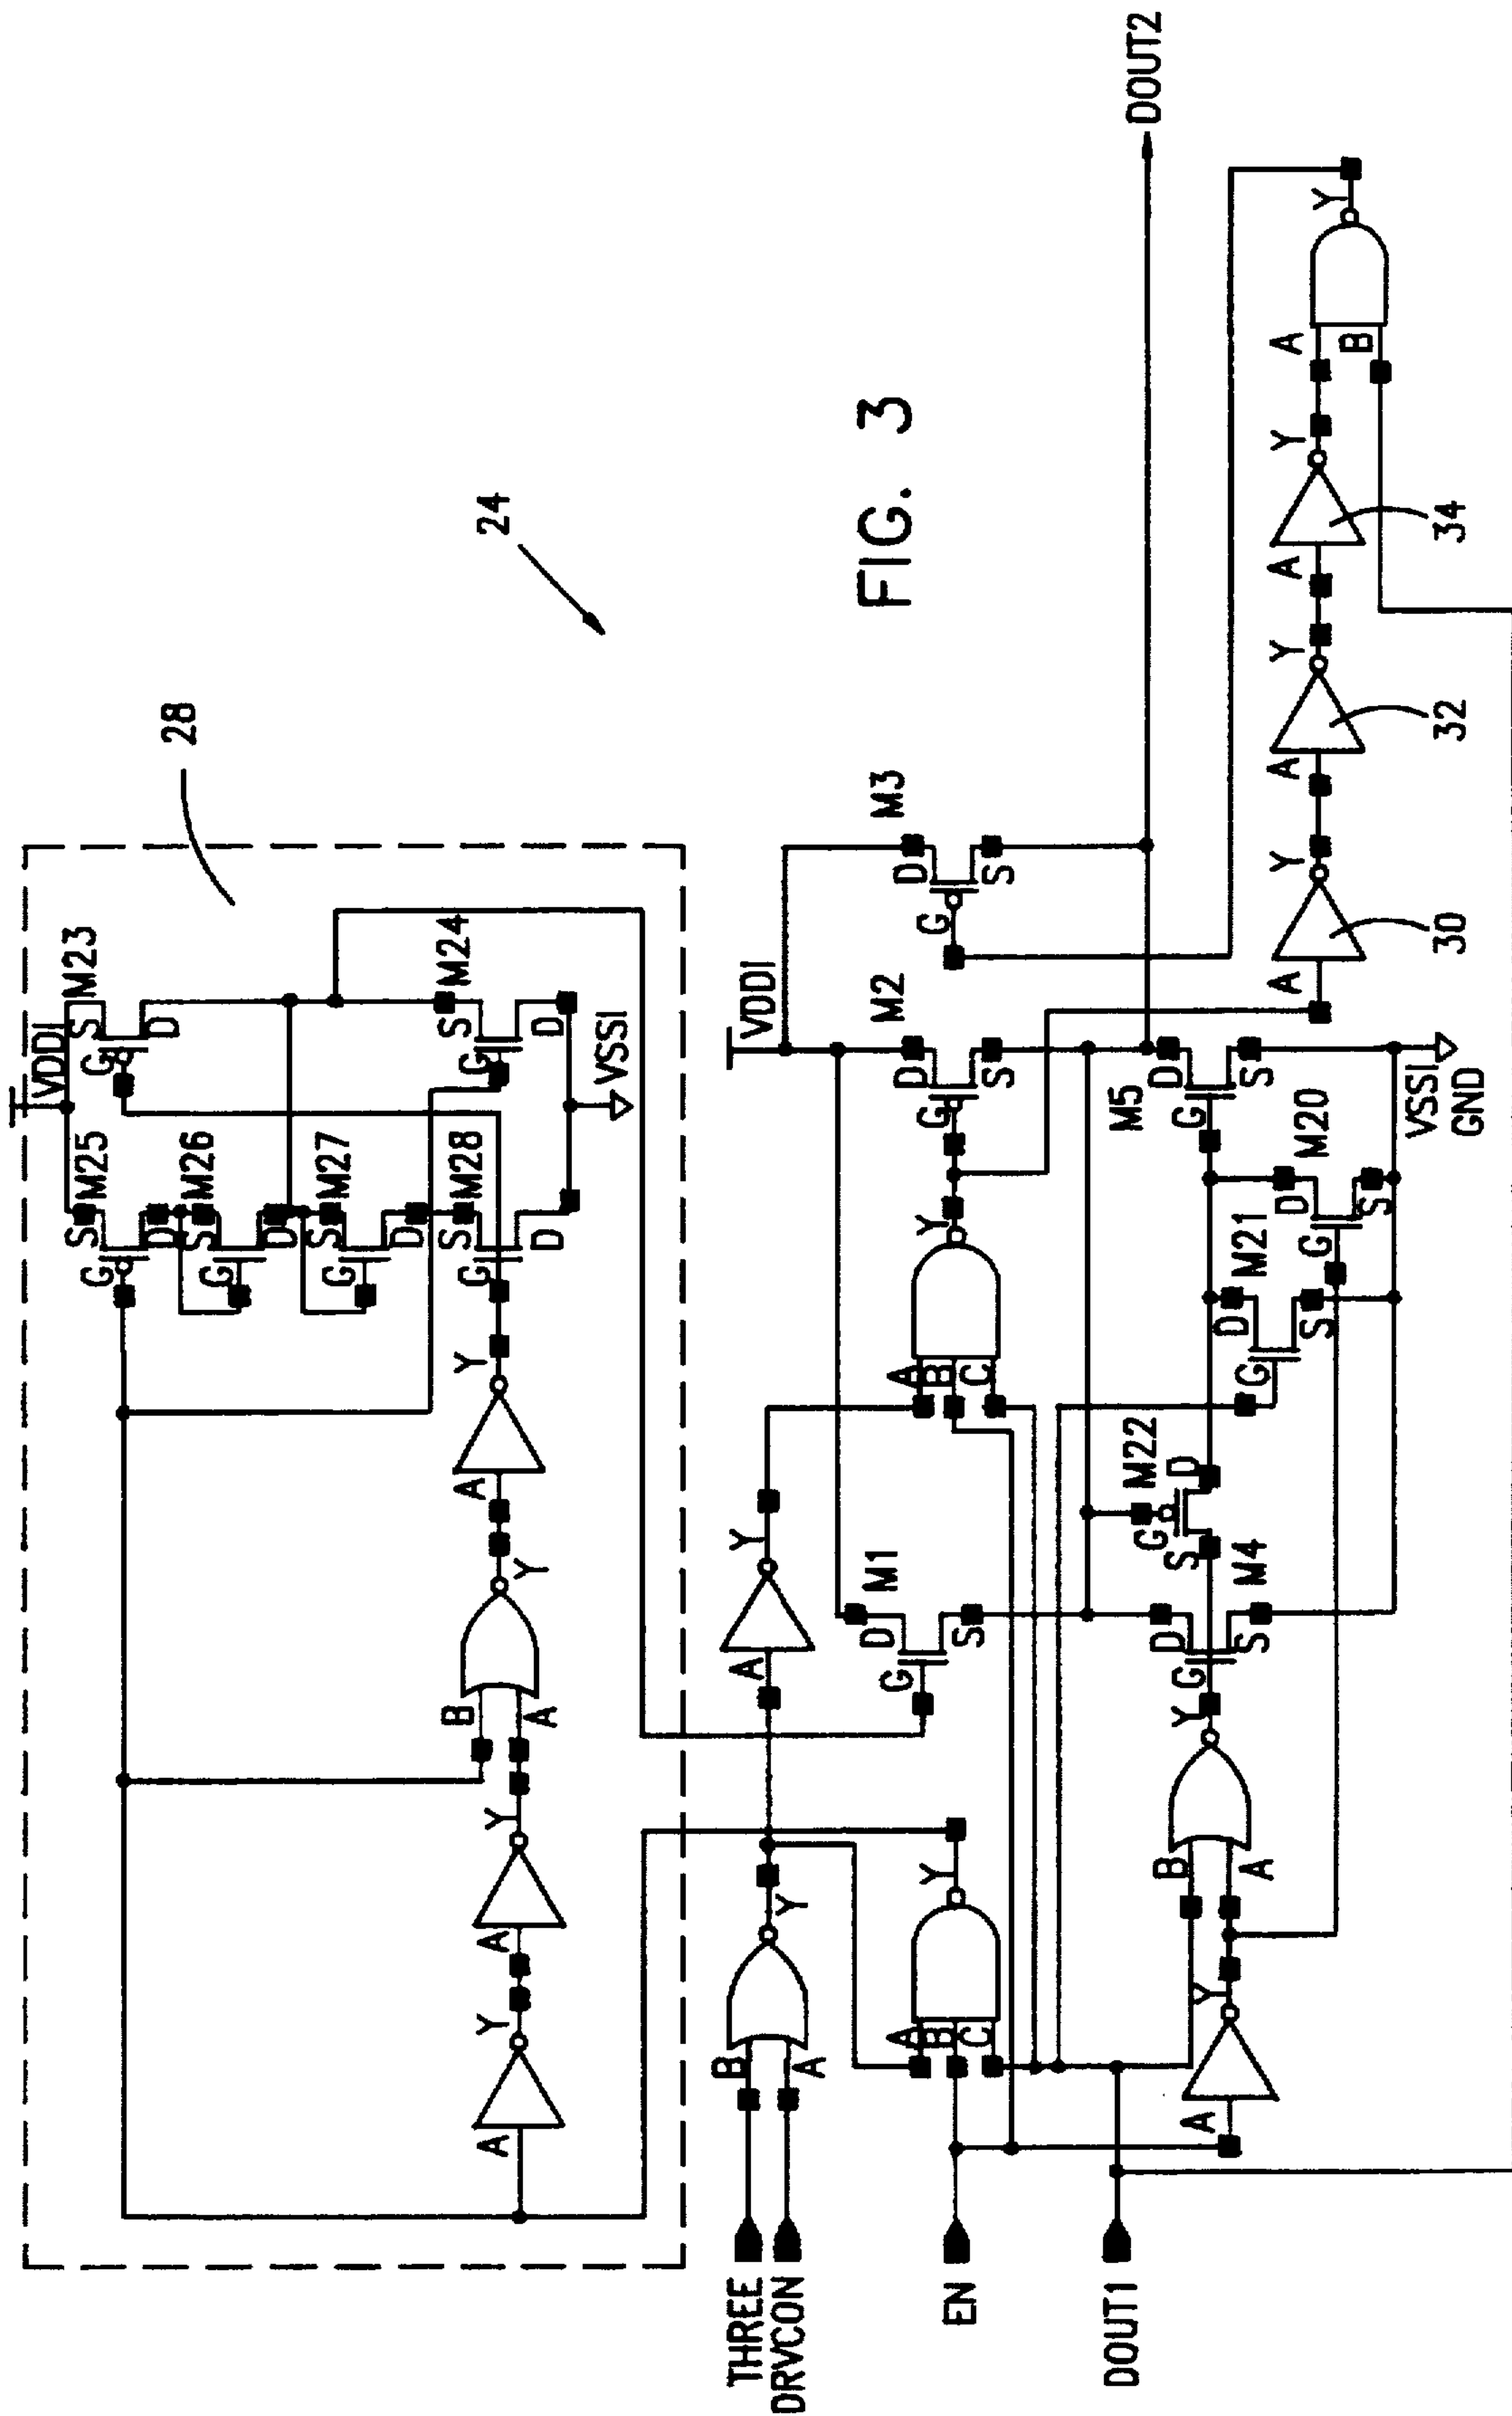 VDDI
M25
S
G
D
M26
S
G
D
M27
S
G
D
M28
S
G
D
M23
S
G
D
M24
S
G
D
VSSI
28
A
Y
A
Y
B
A
Y
A
Y
24
FIG. 3
THREE
DRVCON
B
A
Y
A
Y
EN
A
B
C
Y
A
B
C
Y
VDDI
M1
D
G
S
M2
D
G
S
M3
D
G
S
DOUT2
DOUT1
A
Y
B
A
Y
M4
D
G
S
M22
G
S
D
M21
D
G
S
M20
D
G
S
M5
D
G
S
VSSI
GND
A
Y
30
A
Y
32
A
Y
34
A
B
Y